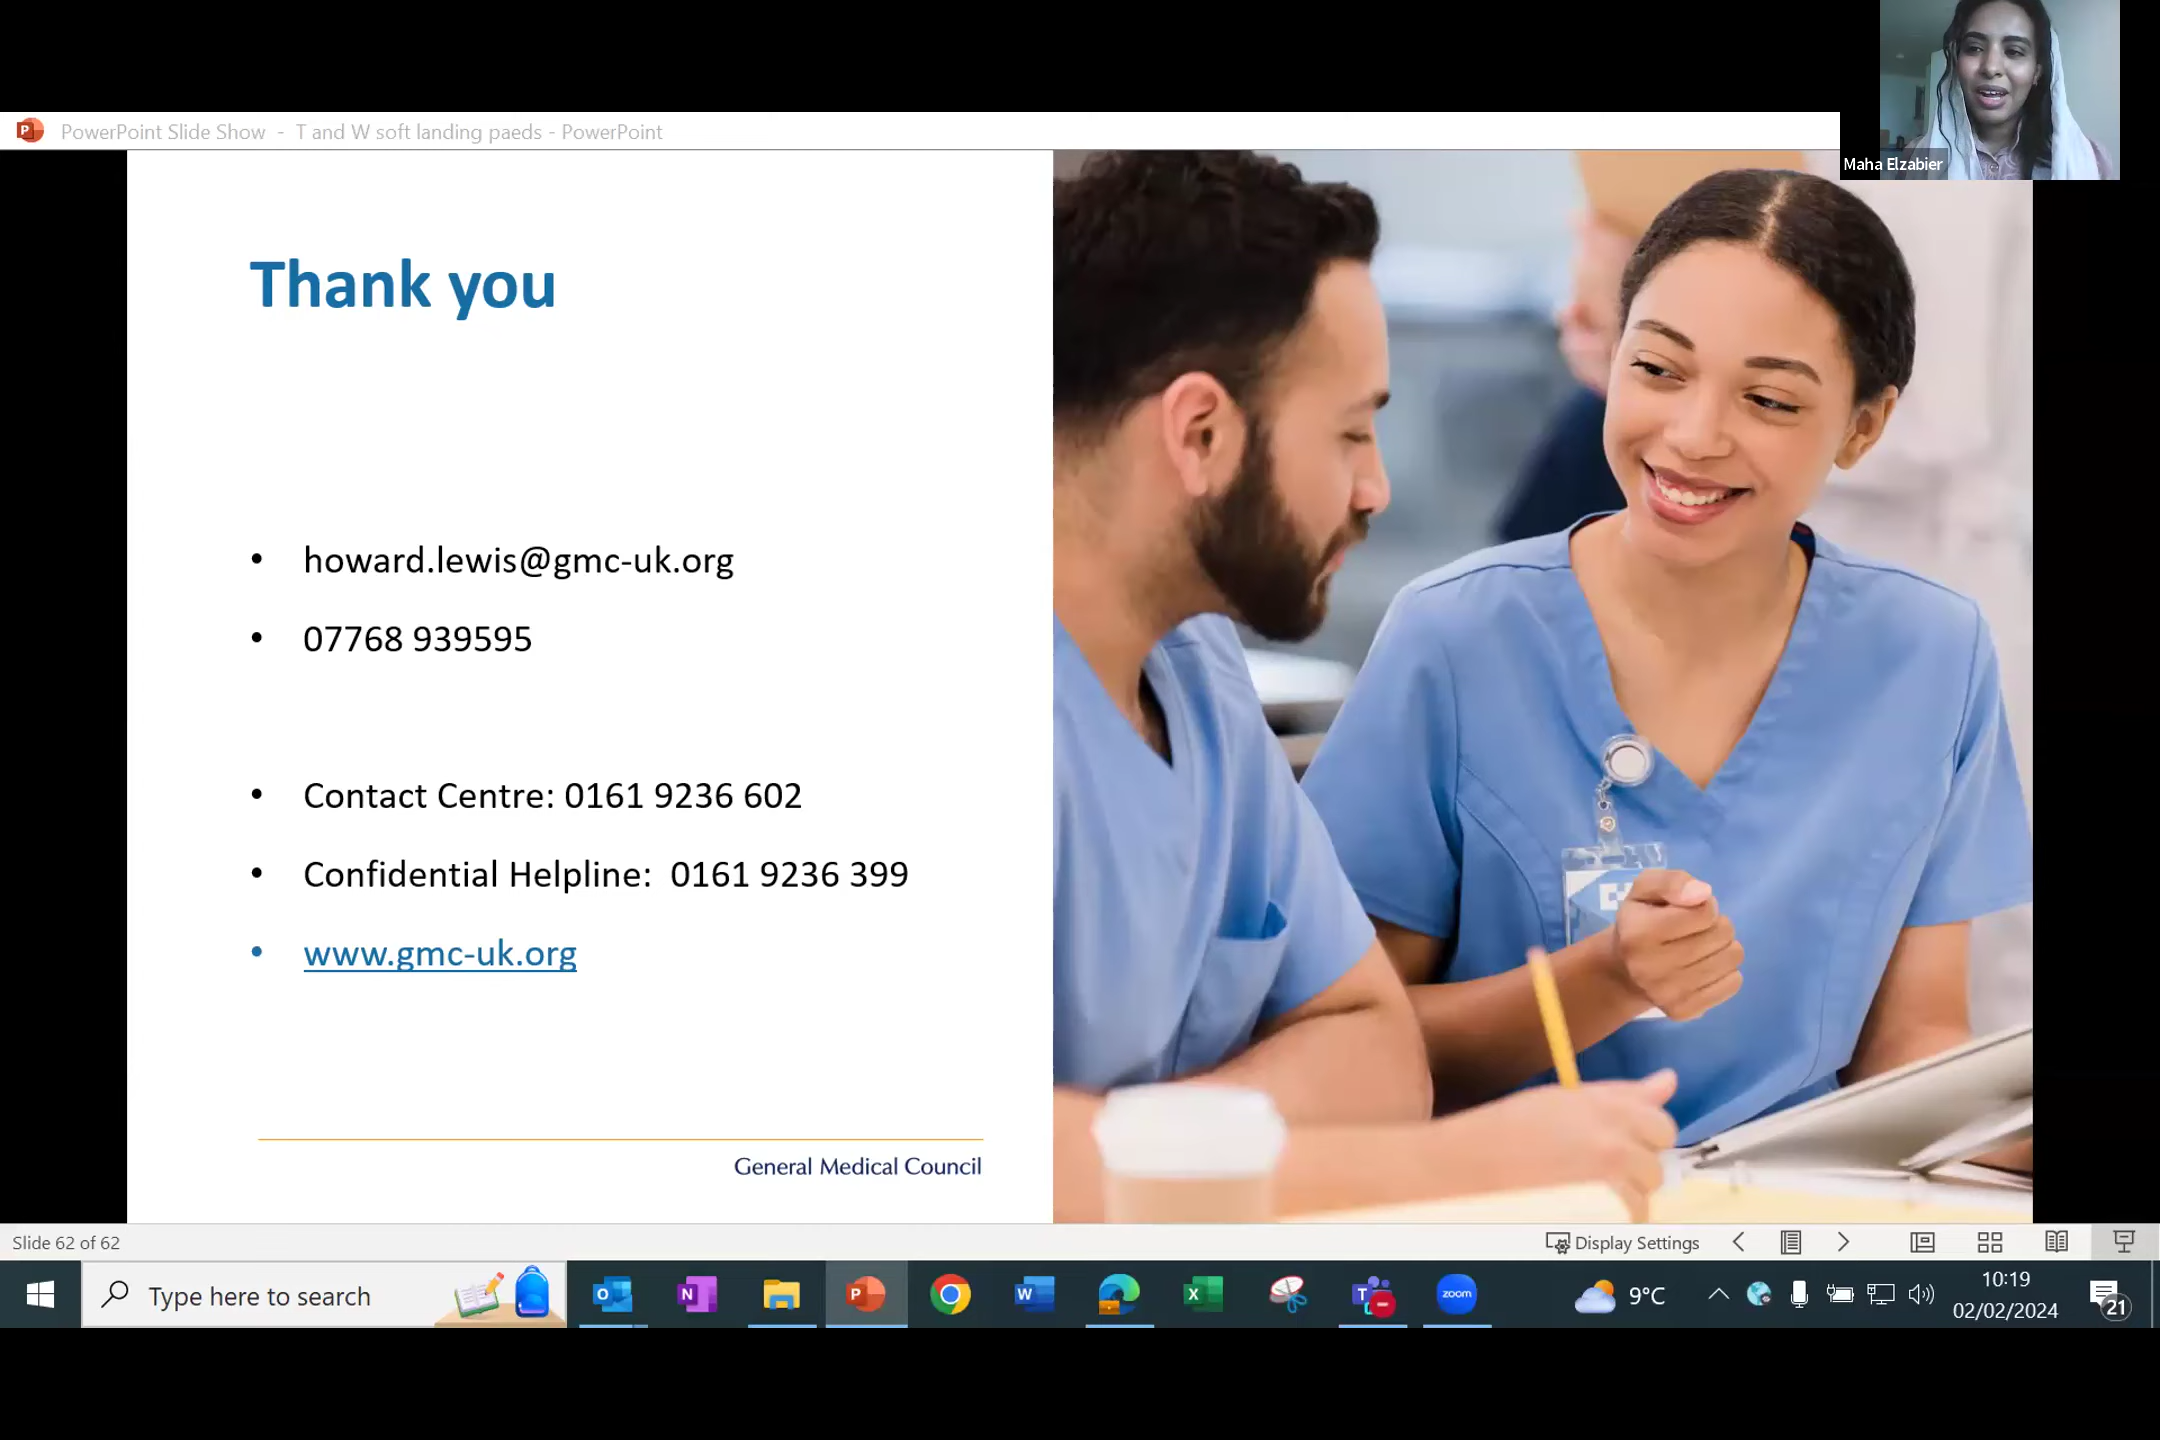 Maha Elzabier
PowerPoint Slide Show - T and W soft landing paeds - PowerPoint
Thank you
• howard.lewis@gmc-uk.org
• 07768 939595
• Contact Centre: 0161 9236 602
• Confidential Helpline: 0161 9236 399
• www.gmc-uk.org
General Medical Council
Slide 62 of 62
Display Settings
Type here to search
zoom
9°C
10:19
02/02/2024
21